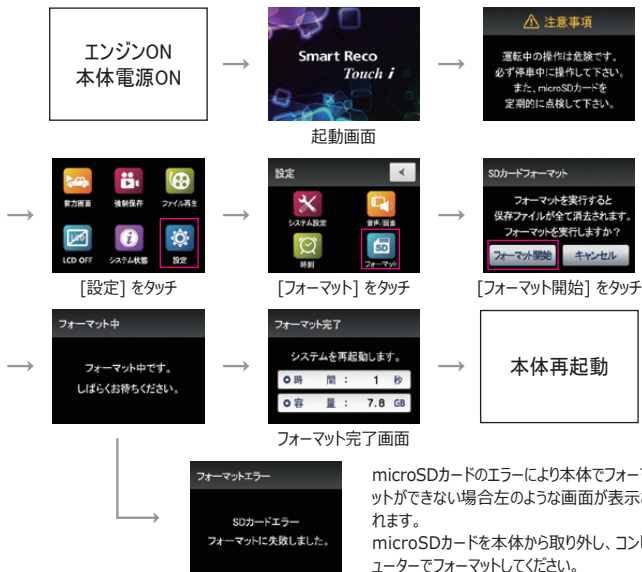 エンジンON
本体電源ON
Smart Reco
Touch i
起動画面
注意事項
運転中の操作は危険です。
必ず停車中に操作して下さい。
また、microSDカードを
定期的に点検して下さい。
前方画面
強制保存
ファイル再生
LCD
LCD OFF
システム状態
設定
[設定] をタッチ
設定
システム設定
音声/録音
時刻
SD
フォーマット
[フォーマット] をタッチ
SDカードフォーマット
フォーマットを実行すると
保存ファイルが全て消去されます。
フォーマットを実行しますか？
フォーマット開始
キャンセル
[フォーマット開始] をタッチ
フォーマット中
フォーマット中です。
しばらくお待ちください。
フォーマット完了
システムを再起動します。
時 間 : 1 秒
容 量 : 7.8 GB
フォーマット完了画面
本体再起動
フォーマットエラー
SDカードエラー
フォーマットに失敗しました。
microSDカードのエラーにより本体でフォーマ
ットができない場合左のような画面が表示さ
れます。
microSDカードを本体から取り外し、コンピ
ューターでフォーマットしてください。